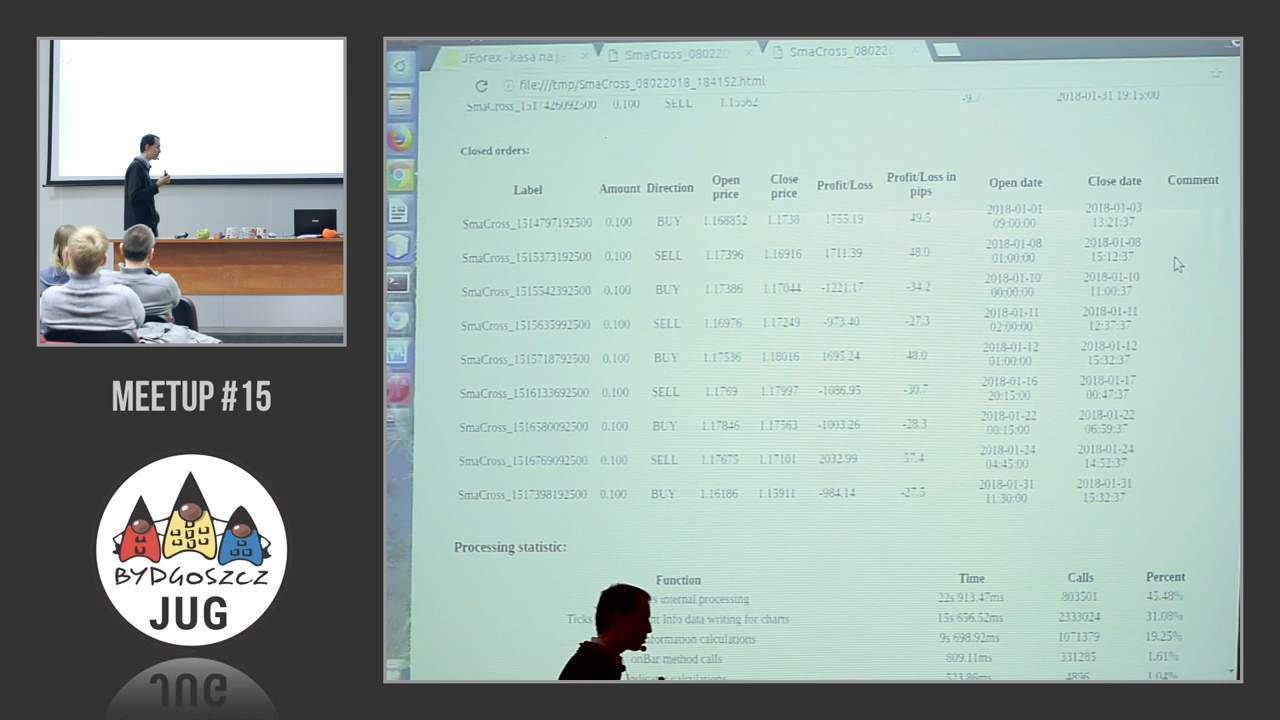 JForex - kasa na je
SmaCross_080220
SmaCross_08022
file:///tmp/SmaCross_08022018_184152.html
SmaCross_1517426092500 0.100 SELL 1.15562 -9.7 2018-01-31 19:15:00
Closed orders:
Label Amount Direction Open price Close price Profit/Loss Profit/Loss in pips Open date Close date Comment
SmaCross_1514797192500 0.100 BUY 1.168852 1.1738 1755.19 49.5 2018-01-01 09:00:00 2018-01-03 13:21:37
SmaCross_1515373192500 0.100 SELL 1.17396 1.16916 1711.39 48.0 2018-01-08 01:00:00 2018-01-08 15:12:37
SmaCross_1515542392500 0.100 BUY 1.17386 1.17044 -1221.17 -34.2 2018-01-10 00:00:00 2018-01-10 11:00:37
SmaCross_1515635992500 0.100 SELL 1.16976 1.17249 -973.40 -27.3 2018-01-11 02:00:00 2018-01-11 12:37:37
SmaCross_1515718792500 0.100 BUY 1.17536 1.18016 1695.24 48.0 2018-01-12 01:00:00 2018-01-12 15:32:37
SmaCross_1516133692500 0.100 SELL 1.1769 1.17997 -1086.95 -30.7 2018-01-16 20:15:00 2018-01-17 00:47:37
SmaCross_1516580092500 0.100 BUY 1.17846 1.17563 -1003.26 -28.3 2018-01-22 00:15:00 2018-01-22 06:59:37
SmaCross_1516769092500 0.100 SELL 1.17675 1.17101 2032.99 57.4 2018-01-24 04:45:00 2018-01-24 14:52:37
SmaCross_1517398192500 0.100 BUY 1.16186 1.15911 -984.14 -27.5 2018-01-31 11:30:00 2018-01-31 15:32:37
Processing statistic:
Function Time Calls Percent
internal processing 22s 913.47ms 803501 45.48%
Ticks nt Info data writing for charts 15s 656.52ms 2333024 31.08%
formation calculations 9s 698.92ms 1071379 19.25%
onBar method calls 809.11ms 331285 1.61%
calculations 523.86ms 4896 1.04%
MEETUP #15
BYDGOSZCZ
JUG